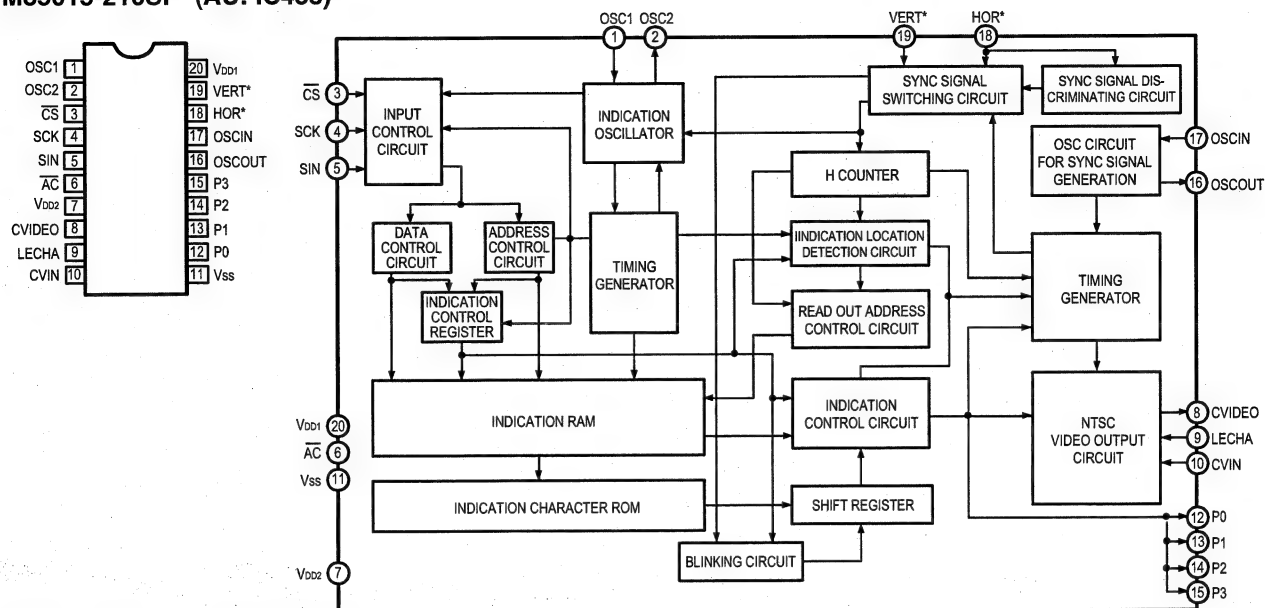 M35015-210SP (AU: IC453)
OSC1 1
OSC2 2
CS 3
SCK 4
SIN 5
AC 6
VDD2 7
CVIDEO 8
LECHA 9
CVIN 10
20 VDD1
19 VERT*
18 HOR*
17 OSCIN
16 OSCOUT
15 P3
14 P2
13 P1
12 P0
11 Vss
OSC1 OSC2
1 2
VERT* HOR*
19 18
CS 3
SCK 4
SIN 5
INPUT
CONTROL
CIRCUIT
INDICATION
OSCILLATOR
SYNC SIGNAL
SWITCHING CIRCUIT
SYNC SIGNAL DIS-
CRIMINATING CIRCUIT
OSC CIRCUIT
FOR SYNC SIGNAL
GENERATION
17 OSCIN
16 OSCOUT
H COUNTER
DATA
CONTROL
CIRCUIT
ADDRESS
CONTROL
CIRCUIT
TIMING
GENERATOR
IINDICATION LOCATION
DETECTION CIRCUIT
TIMING
GENERATOR
INDICATION
CONTROL
REGISTER
READ OUT ADDRESS
CONTROL CIRCUIT
INDICATION RAM
INDICATION
CONTROL
CIRCUIT
NTSC
VIDEO OUTPUT
CIRCUIT
8 CVIDEO
9 LECHA
10 CVIN
VDD1 20
AC 6
Vss 11
INDICATION CHARACTER ROM
SHIFT REGISTER
BLINKING CIRCUIT
12 P0
13 P1
14 P2
15 P3
VDD2 7